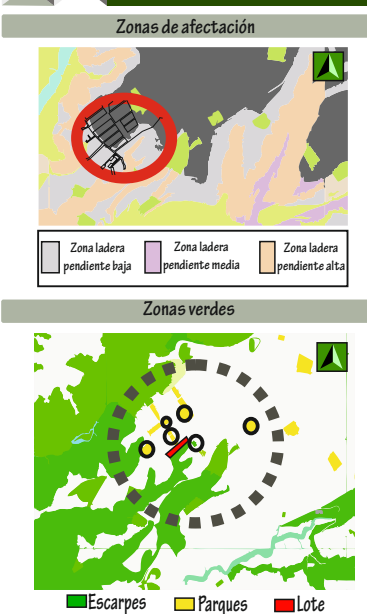 Zonas de afectación
Zona ladera pendiente baja
Zona ladera pendiente media
Zona ladera pendiente alta
Zonas verdes
Escarpes Parques Lote